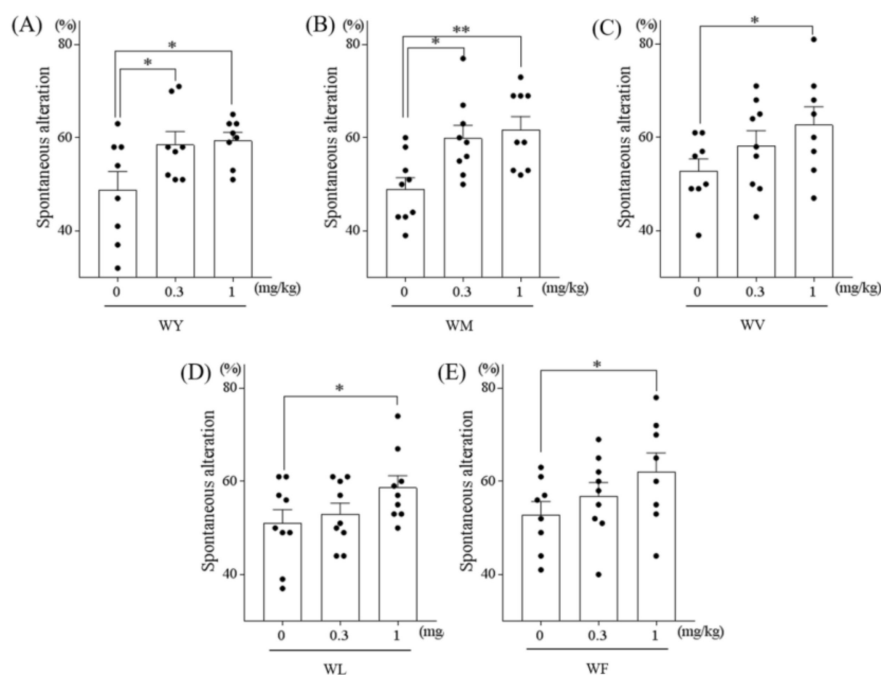 (A) (%) 80 60 40 Spontaneous alteration * *
0 0.3 1 (mg/kg)
WY
(B) (%) 80 60 40 Spontaneous alteration ** *
0 0.3 1 (mg/kg)
WM
(C) (%) 80 60 40 Spontaneous alteration *
0 0.3 1 (mg/kg)
WV
(D) (%) 80 60 40 Spontaneous alteration *
0 0.3 1 (mg/
WL
(E) (%) 80 60 40 Spontaneous alteration *
0 0.3 1 (mg/kg)
WF